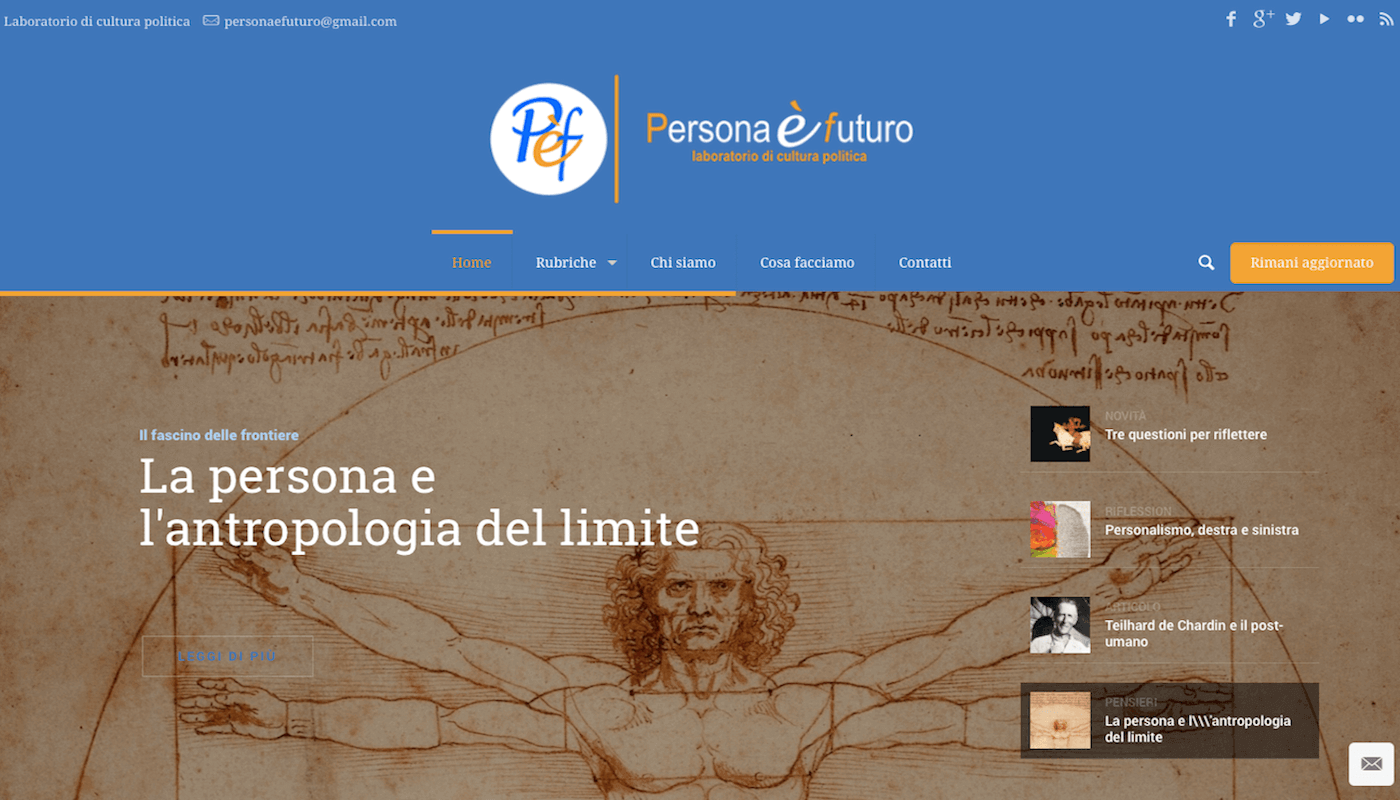 Laboratorio di cultura politica personaefuturo@gmail.com
Pèf
Persona è futuro
laboratorio di cultura politica
Home Rubriche Chi siamo Cosa facciamo Contatti
Rimani aggiornato
Il fascino delle frontiere
La persona e
l'antropologia del limite
LEGGI DI PIÙ
NOVITÀ
Tre questioni per riflettere
RIFLESSION
Personalismo, destra e sinistra
ARTICOLO
Teilhard de Chardin e il post-
umano
PENSIERI
La persona e l\\\'antropologia
del limite